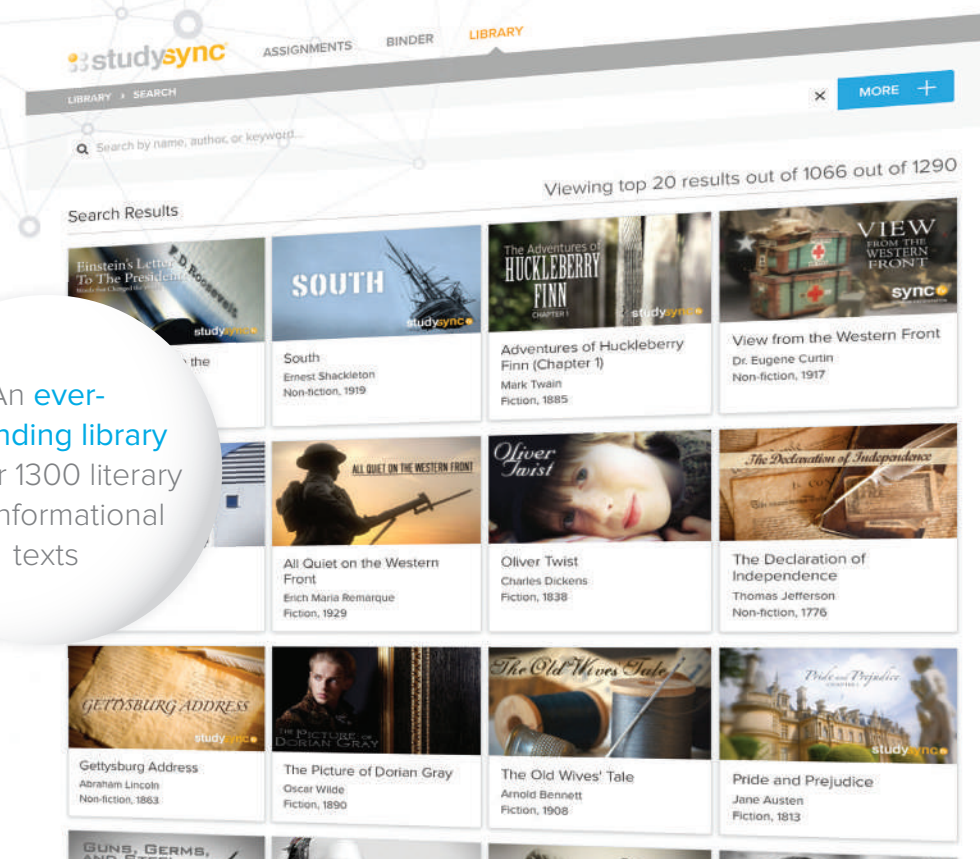 studysync
ASSIGNMENTS
BINDER
LIBRARY
LIBRARY > SEARCH
MORE +
Search by name, author, or keyword...
Viewing top 20 results out of 1066 out of 1290
Search Results
Einstein's Letter
To The President
D. Roosevelt
studysync
the
SOUTH
studysync
South
Ernest Shackleton
Non-fiction, 1919
The Adventures of
HUCKLEBERRY
FINN
CHAPTER 1
studysync
Adventures of Huckleberry
Finn (Chapter 1)
Mark Twain
Fiction, 1885
VIEW
FROM THE
WESTERN
FRONT
sync
View from the Western Front
Dr. Eugene Curtin
Non-fiction, 1917
An ever-
nding library
r 1300 literary
nformational
texts
ALL QUIET ON THE WESTERN FRONT
All Quiet on the Western
Front
Erich Maria Remarque
Fiction, 1929
Oliver
Twist
Oliver Twist
Charles Dickens
Fiction, 1838
The Declaration of Independence
The Declaration of
Independence
Thomas Jefferson
Non-fiction, 1776
GETTYSBURG ADDRESS
studysync
Gettysburg Address
Abraham Lincoln
Non-fiction, 1863
THE PICTURE OF
DORIAN GRAY
The Picture of Dorian Gray
Oscar Wilde
Fiction, 1890
The Old Wives Tale
The Old Wives' Tale
Arnold Bennett
Fiction, 1908
Pride and Prejudice
CHAPTER 1
studysync
Pride and Prejudice
Jane Austen
Fiction, 1813
GUNS, GERMS,
AND STEEL